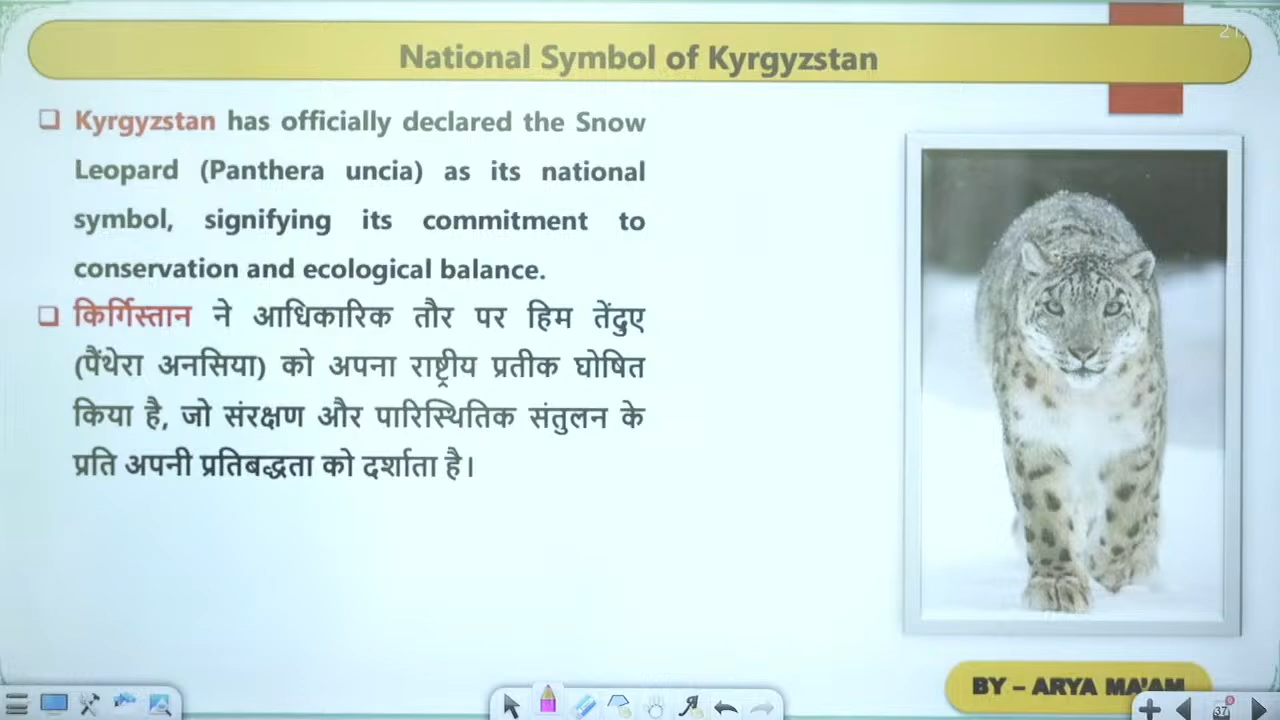 National Symbol of Kyrgyzstan
Kyrgyzstan has officially declared the Snow
Leopard (Panthera uncia) as its national
symbol, signifying its commitment to
conservation and ecological balance.
किर्गिस्तान ने आधिकारिक तौर पर हिम तेंदुए
(पैंथेरा अनसिया) को अपना राष्ट्रीय प्रतीक घोषित
किया है, जो संरक्षण और पारिस्थितिक संतुलन के
प्रति अपनी प्रतिबद्धता को दर्शाता है।
BY – ARYA MA'AM
37